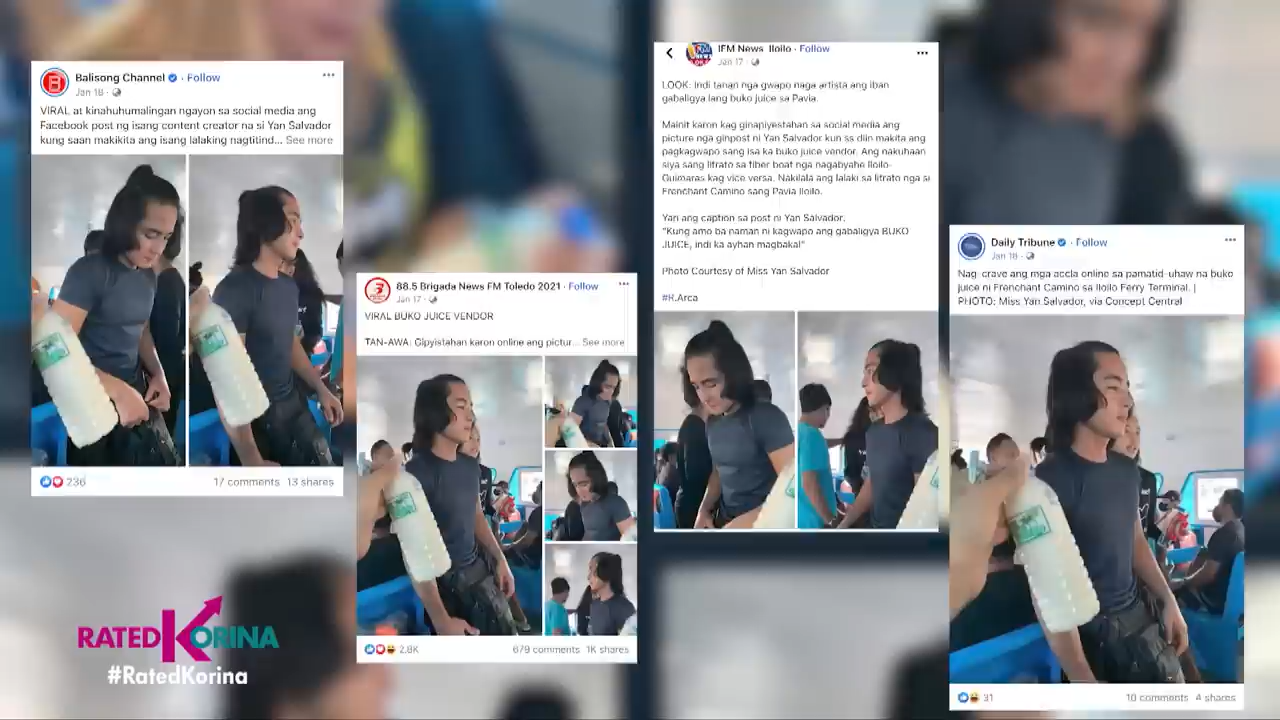 Balisong Channel · Follow
Jan 18 ·
VIRAL at kinahuhumalingan ngayon sa social media ang
Facebook post ng isang content creator na si Yan Salvador
kung saan makikita ang isang lalaking nagtitind... See more
236
17 comments 13 shares
88.5 Brigada News FM Toledo 2021 · Follow
Jan 17 ·
VIRAL BUKO JUICE VENDOR
TAN-AWA: Gipyistahan karon online ang pictur... See more
2.8K
679 comments 1K shares
IFM News Iloilo · Follow
Jan 17 ·
LOOK: Indi tanan nga gwapo naga artista ang iban
gabaligya lang buko juice sa Pavia.
Mainit karon kag ginapiyestahan sa social media ang
picture nga ginpost ni Yan Salvador kun ss diin makita ang
pagkagwapo sang isa ka buko juice vendor. Ang nakuhaan
siya sang litrato sa fiber boat nga nagabyahe Iloilo-
Guimaras kag vice versa. Nakilala ang lalaki sa litrato nga si
Frenchant Camino sang Pavia Iloilo.
Yari ang caption sa post ni Yan Salvador.
"Kung amo ba naman ni kagwapo ang gabaligya BUKO
JUICE, indi ka ayhan magbakal"
Photo Courtesy of Miss Yan Salvador
#R.Arca
Daily Tribune · Follow
Jan 18 ·
Nag-crave ang mga accla online sa pamatid-uhaw na buko
juice ni Frenchant Camino sa Iloilo Ferry Terminal. |
PHOTO: Miss Yan Salvador, via Concept Central
31
10 comments 4 shares
RATED KORINA
#RatedKorina